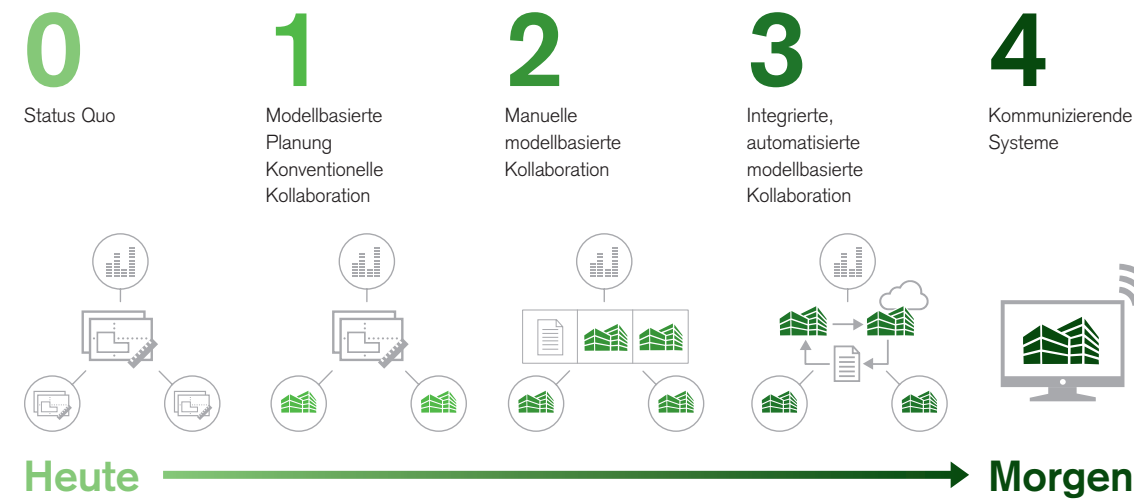 0
Status Quo
1
Modellbasierte
Planung
Konventionelle
Kollaboration
2
Manuelle
modellbasierte
Kollaboration
3
Integrierte,
automatisierte
modellbasierte
Kollaboration
4
Kommunizierende
Systeme
Heute
Morgen